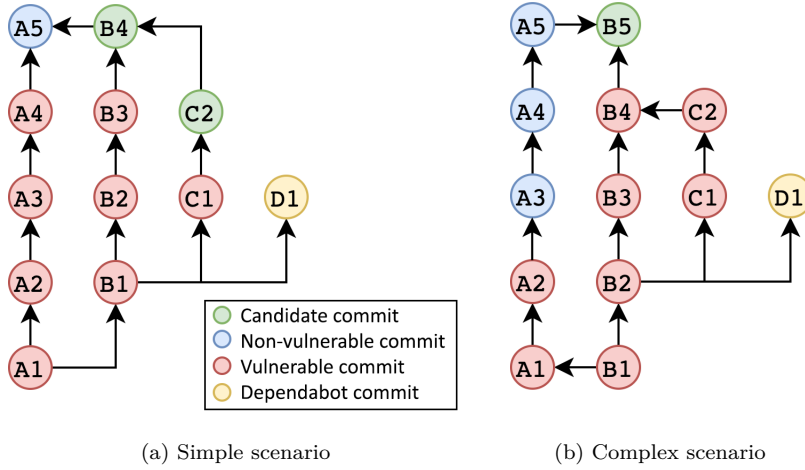 A5 B4
A4 B3 C2
A3 B2 C1 D1
A2 B1
A1
A5 B5
A4 B4 C2
A3 B3 C1 D1
A2 B2
A1 B1
Candidate commit
Non-vulnerable commit
Vulnerable commit
Dependabot commit
(a) Simple scenario
(b) Complex scenario